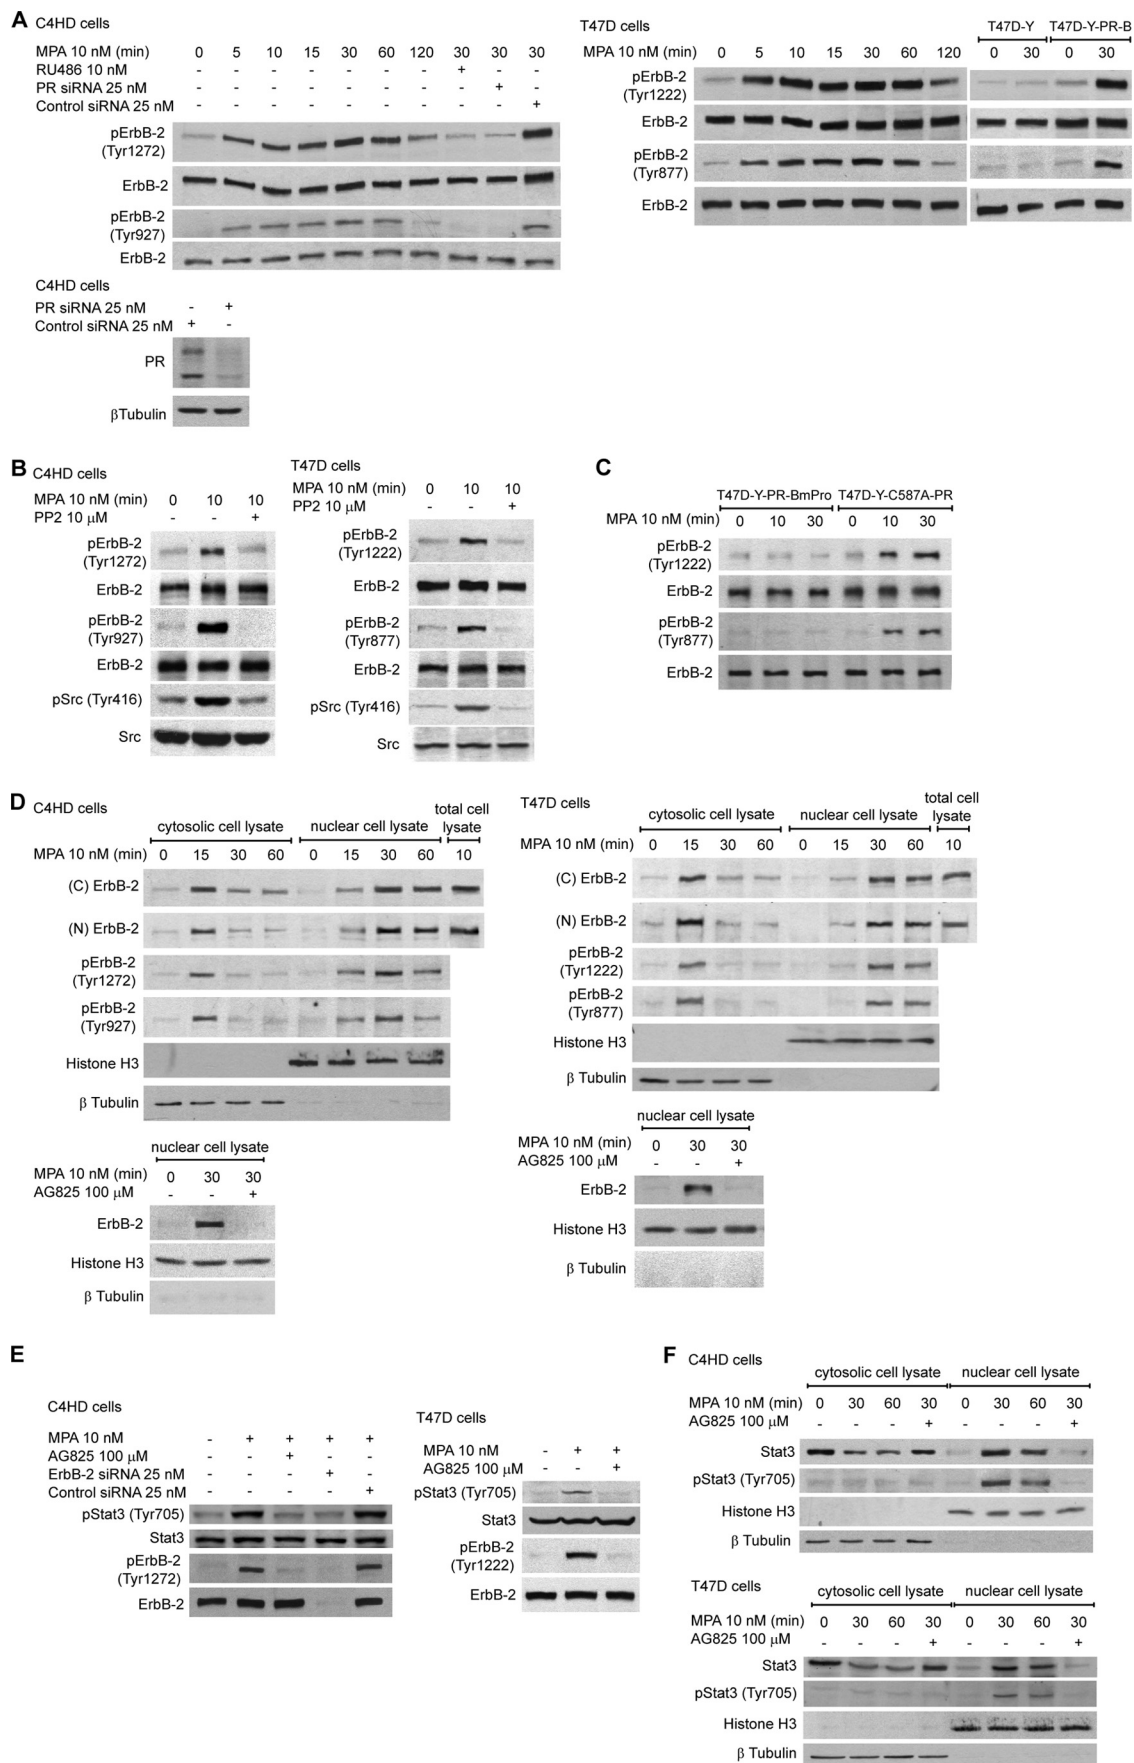 A
C4HD cells
MPA 10 nM (min) 0 5 10 15 30 60 120 30 30 30
RU486 10 nM - - - - - - - + - -
PR siRNA 25 nM - - - - - - - - + -
Control siRNA 25 nM - - - - - - - - - +
pErbB-2
(Tyr1272)
ErbB-2
pErbB-2
(Tyr927)
ErbB-2
C4HD cells
PR siRNA 25 nM - +
Control siRNA 25 nM + -
PR
βTubulin
T47D cells
T47D-Y T47D-Y-PR-B
MPA 10 nM (min) 0 5 10 15 30 60 120 0 30 0 30
pErbB-2
(Tyr1222)
ErbB-2
pErbB-2
(Tyr877)
ErbB-2
B
C4HD cells
MPA 10 nM (min) 0 10 10
PP2 10 μM - - +
pErbB-2
(Tyr1272)
ErbB-2
pErbB-2
(Tyr927)
ErbB-2
pSrc (Tyr416)
Src
T47D cells
MPA 10 nM (min) 0 10 10
PP2 10 μM - - +
pErbB-2
(Tyr1222)
ErbB-2
pErbB-2
(Tyr877)
ErbB-2
pSrc (Tyr416)
Src
C
T47D-Y-PR-BmPro T47D-Y-C587A-PR
MPA 10 nM (min) 0 10 30 0 10 30
pErbB-2
(Tyr1222)
ErbB-2
pErbB-2
(Tyr877)
ErbB-2
D
C4HD cells
cytosolic cell lysate nuclear cell lysate total cell
lysate
MPA 10 nM (min) 0 15 30 60 0 15 30 60 10
(C) ErbB-2
(N) ErbB-2
pErbB-2
(Tyr1272)
pErbB-2
(Tyr927)
Histone H3
β Tubulin
nuclear cell lysate
MPA 10 nM (min) 0 30 30
AG825 100 μM - - +
ErbB-2
Histone H3
β Tubulin
T47D cells
cytosolic cell lysate nuclear cell lysate total cell
lysate
MPA 10 nM (min) 0 15 30 60 0 15 30 60 10
(C) ErbB-2
(N) ErbB-2
pErbB-2
(Tyr1222)
pErbB-2
(Tyr877)
Histone H3
β Tubulin
nuclear cell lysate
MPA 10 nM (min) 0 30 30
AG825 100 μM - - +
ErbB-2
Histone H3
β Tubulin
E
C4HD cells
MPA 10 nM - + + + +
AG825 100 μM - - + - -
ErbB-2 siRNA 25 nM - - - + -
Control siRNA 25 nM - - - - +
pStat3 (Tyr705)
Stat3
pErbB-2
(Tyr1272)
ErbB-2
T47D cells
MPA 10 nM - + +
AG825 100 μM - - +
pStat3 (Tyr705)
Stat3
pErbB-2
(Tyr1222)
ErbB-2
F
C4HD cells
cytosolic cell lysate nuclear cell lysate
MPA 10 nM (min) 0 30 60 30 0 30 60 30
AG825 100 μM - - - + - - - +
Stat3
pStat3 (Tyr705)
Histone H3
β Tubulin
T47D cells
cytosolic cell lysate nuclear cell lysate
MPA 10 nM (min) 0 30 60 30 0 30 60 30
AG825 100 μM - - - + - - - +
Stat3
pStat3 (Tyr705)
Histone H3
β Tubulin